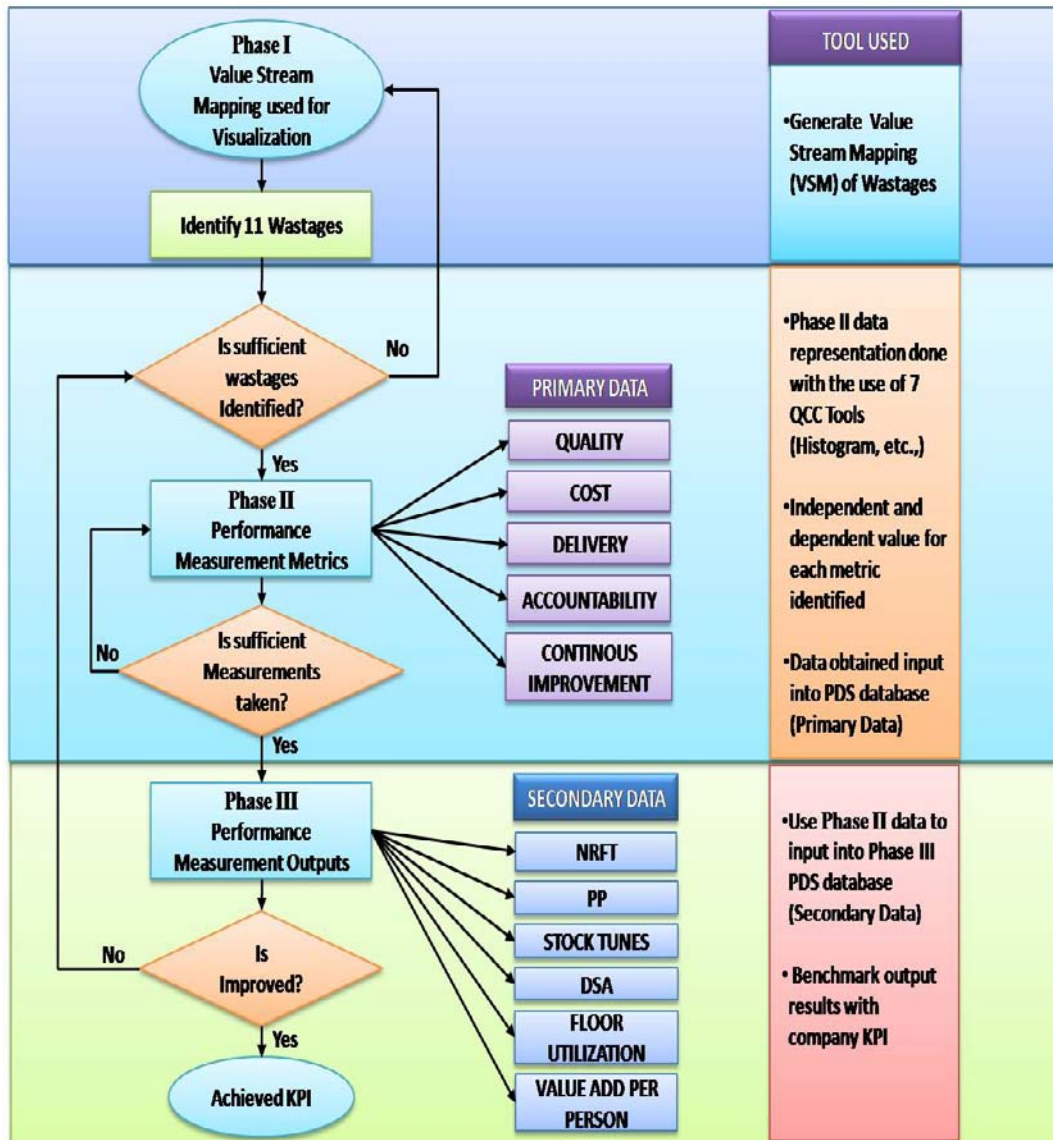 Phase I
Value Stream
Mapping used for
Visualization
Identify 11 Wastages
Is sufficient
wastages
Identified?
No
Yes
Phase II
Performance
Measurement Metrics
No
Is sufficient
Measurements
taken?
Yes
Phase III
Performance
Measurement Outputs
No
Is
Improved?
Yes
Achieved KPI
PRIMARY DATA
QUALITY
COST
DELIVERY
ACCOUNTABILITY
CONTINOUS
IMPROVEMENT
SECONDARY DATA
NRFT
PP
STOCK TUNES
DSA
FLOOR
UTILIZATION
VALUE ADD PER
PERSON
TOOL USED
•Generate Value
Stream Mapping
(VSM) of Wastages
•Phase II data
representation done
with the use of 7
QCC Tools
(Histogram, etc.,)
•Independent and
dependent value for
each metric
identified
•Data obtained input
into PDS database
(Primary Data)
•Use Phase II data to
input into Phase III
PDS database
(Secondary Data)
• Benchmark output
results with
company KPI